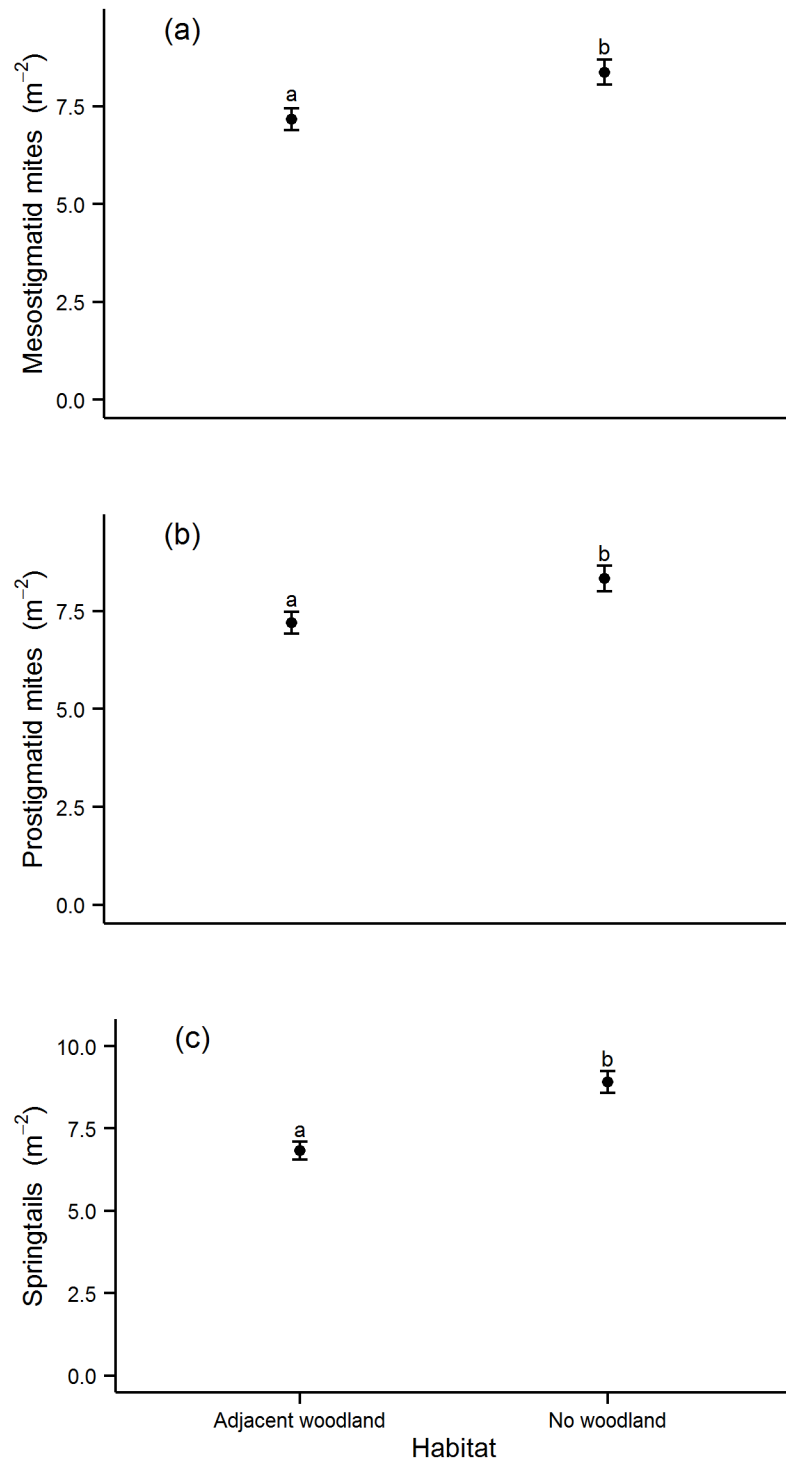 (a)
Mesostigmatid mites (m⁻²)
7.5
5.0
2.5
0.0
a
b
(b)
Prostigmatid mites (m⁻²)
7.5
5.0
2.5
0.0
a
b
(c)
Springtails (m⁻²)
10.0
7.5
5.0
2.5
0.0
a
b
Adjacent woodland No woodland
Habitat